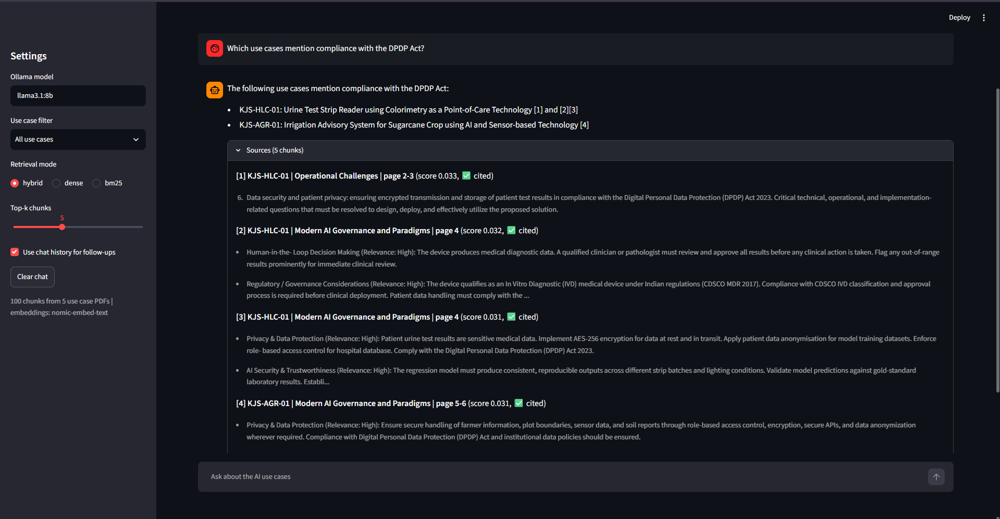 Deploy
Settings
Ollama model
llama3.1:8b
Use case filter
All use cases
Retrieval mode
hybrid
dense
bm25
Top-k chunks
5
Use chat history for follow-ups
Clear chat
100 chunks from 5 use case PDFs |
embeddings: nomic-embed-text
Which use cases mention compliance with the DPDP Act?
The following use cases mention compliance with the DPDP Act:
• KJS-HLC-01: Urine Test Strip Reader using Colorimetry as a Point-of-Care Technology [1] and [2][3]
• KJS-AGR-01: Irrigation Advisory System for Sugarcane Crop using AI and Sensor-based Technology [4]
Sources (5 chunks)
[1] KJS-HLC-01 | Operational Challenges | page 2-3 (score 0.033, ✅ cited)
6. Data security and patient privacy: ensuring encrypted transmission and storage of patient test results in compliance with the Digital Personal Data Protection (DPDP) Act 2023. Critical technical, operational, and implementation-
related questions that must be resolved to design, deploy, and effectively utilize the proposed solution.
[2] KJS-HLC-01 | Modern AI Governance and Paradigms | page 4 (score 0.032, ✅ cited)
• Human-in-the- Loop Decision Making (Relevance: High): The device produces medical diagnostic data. A qualified clinician or pathologist must review and approve all results before any clinical action is taken. Flag any out-of-range
results prominently for immediate clinical review.
• Regulatory / Governance Considerations (Relevance: High): The device qualifies as an In Vitro Diagnostic (IVD) medical device under Indian regulations (CDSCO MDR 2017). Compliance with CDSCO IVD classification and approval
process is required before clinical deployment. Patient data handling must comply with the ...
[3] KJS-HLC-01 | Modern AI Governance and Paradigms | page 4 (score 0.031, ✅ cited)
• Privacy & Data Protection (Relevance: High): Patient urine test results are sensitive medical data. Implement AES-256 encryption for data at rest and in transit. Apply patient data anonymisation for model training datasets. Enforce
role- based access control for hospital database. Comply with the Digital Personal Data Protection (DPDP) Act 2023.
• AI Security & Trustworthiness (Relevance: High): The regression model must produce consistent, reproducible outputs across different strip batches and lighting conditions. Validate model predictions against gold-standard
laboratory results. Establi...
[4] KJS-AGR-01 | Modern AI Governance and Paradigms | page 5-6 (score 0.031, ✅ cited)
• Privacy & Data Protection (Relevance: High): Ensure secure handling of farmer information, plot boundaries, sensor data, and soil reports through role-based access control, encryption, secure APIs, and data anonymization
wherever required. Compliance with Digital Personal Data Protection (DPDP) Act and institutional data policies should be ensured.
Ask about the AI use cases